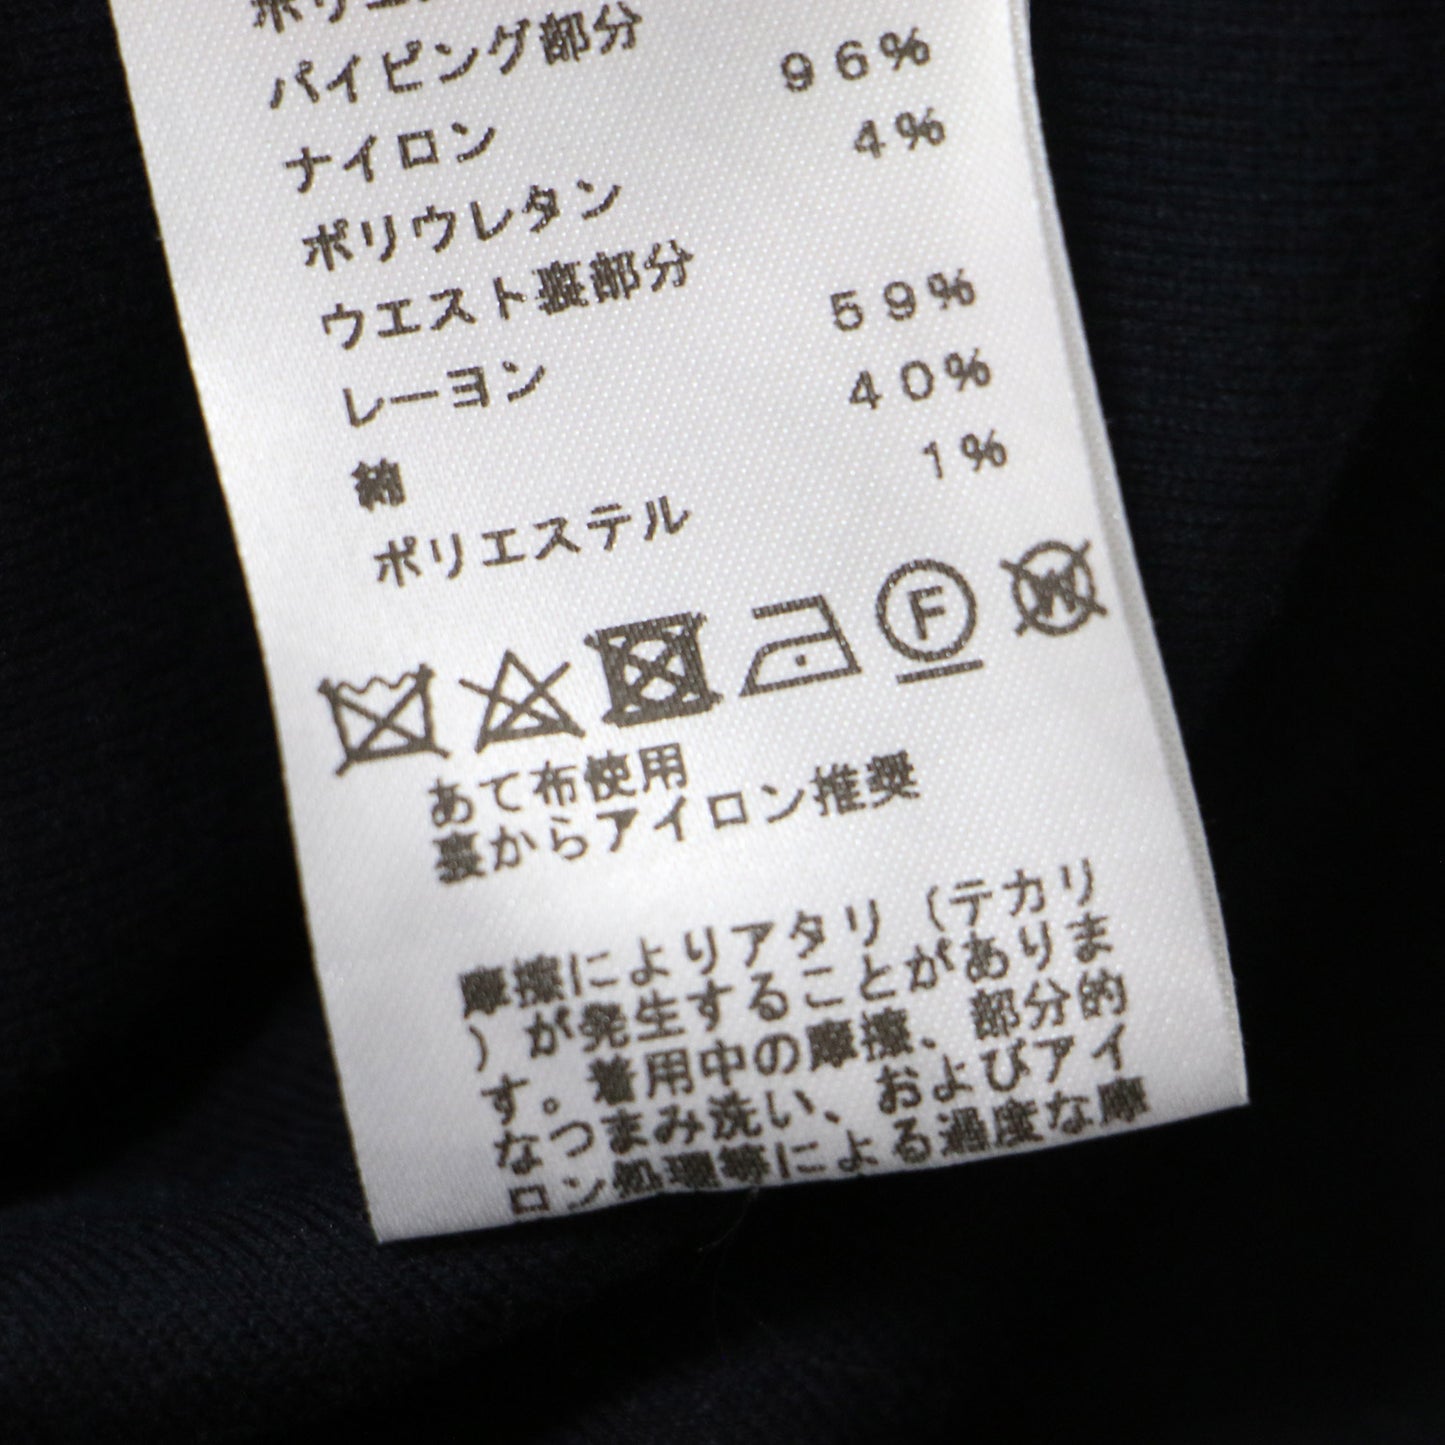 ポリエ
パイピング部分
ナイロン 96%
ポリウレタン 4%
ウエスト裏部分
レーヨン 59%
綿 40%
ポリエステル 1%
F W
あて布使用
裏からアイロン推奨
摩擦によりアタリ（テカリ
）が発生することがありま
す。着用中の摩擦、部分的
なつまみ洗い、およびアイ
ロン処理等による過度な摩